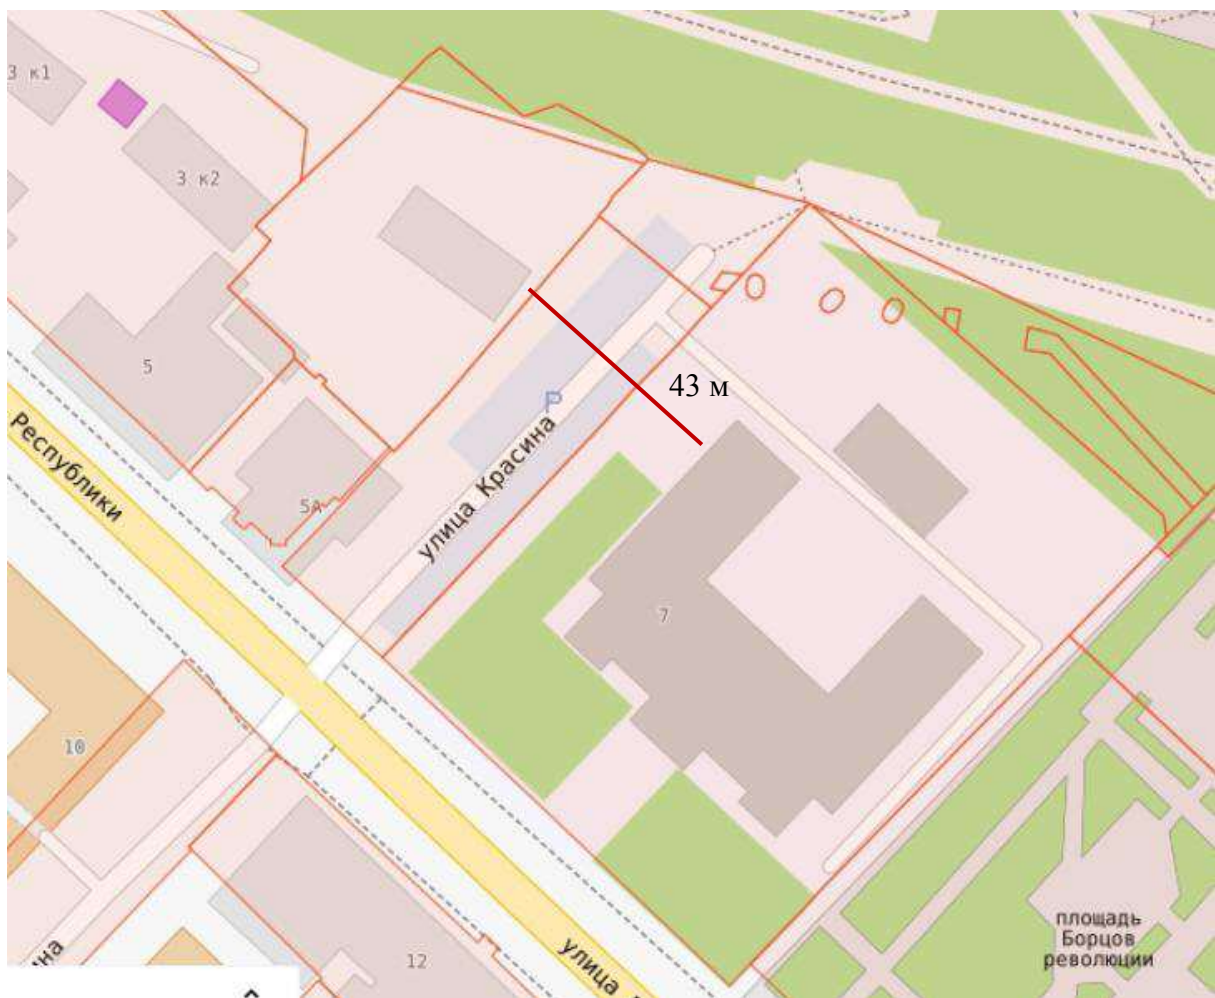 3 к1
3 к2
5
Р
43 м
Республики
5А
улица Красина
7
10
площадь
Борцов
революции
12
улица